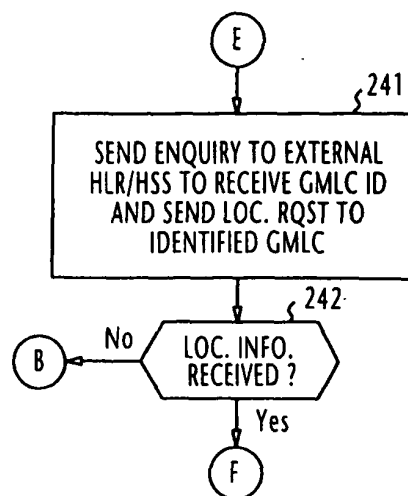 E
241
SEND ENQUIRY TO EXTERNAL
HLR/HSS TO RECEIVE GMLC ID
AND SEND LOC. RQST TO
IDENTIFIED GMLC
242
No
B
LOC. INFO.
RECEIVED ?
Yes
F